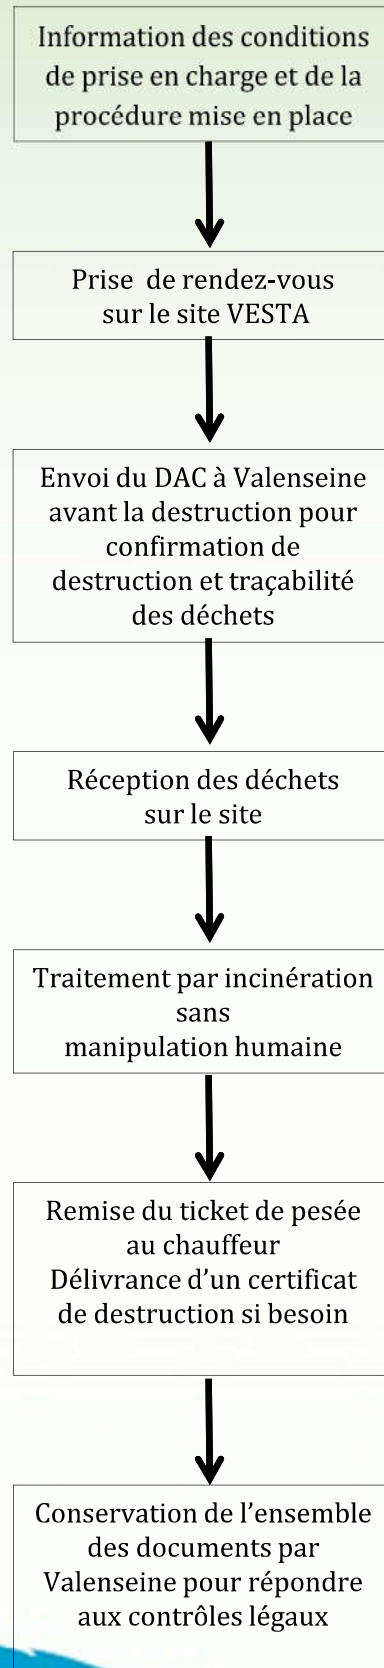 Information des conditions
de prise en charge et de la
procédure mise en place
Prise de rendez-vous
sur le site VESTA
Envoi du DAC à Valenseine
avant la destruction pour
confirmation de
destruction et traçabilité
des déchets
Réception des déchets
sur le site
Traitement par incinération
sans
manipulation humaine
Remise du ticket de pesée
au chauffeur
Délivrance d’un certificat
de destruction si besoin
Conservation de l’ensemble
des documents par
Valenseine pour répondre
aux contrôles légaux